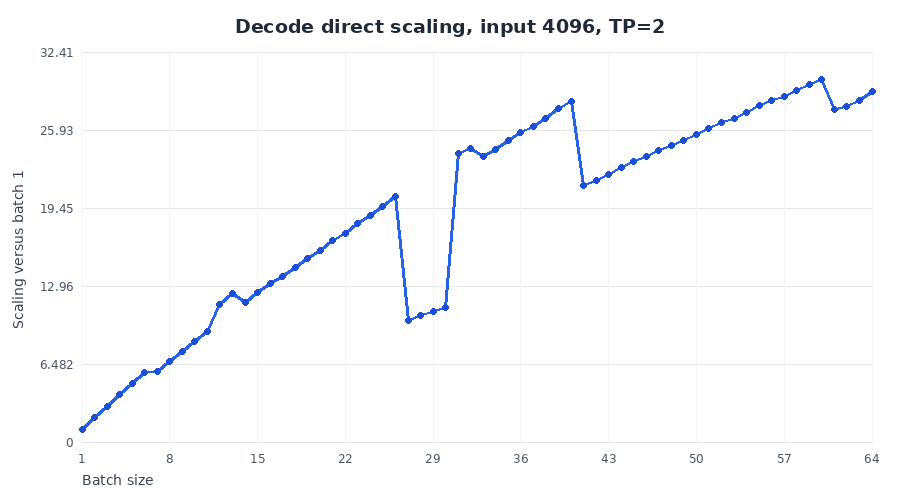 Decode direct scaling, input 4096, TP=2
32.41
25.93
19.45
12.96
6.482
0
Scaling versus batch 1
1 8 15 22 29 36 43 50 57 64
Batch size